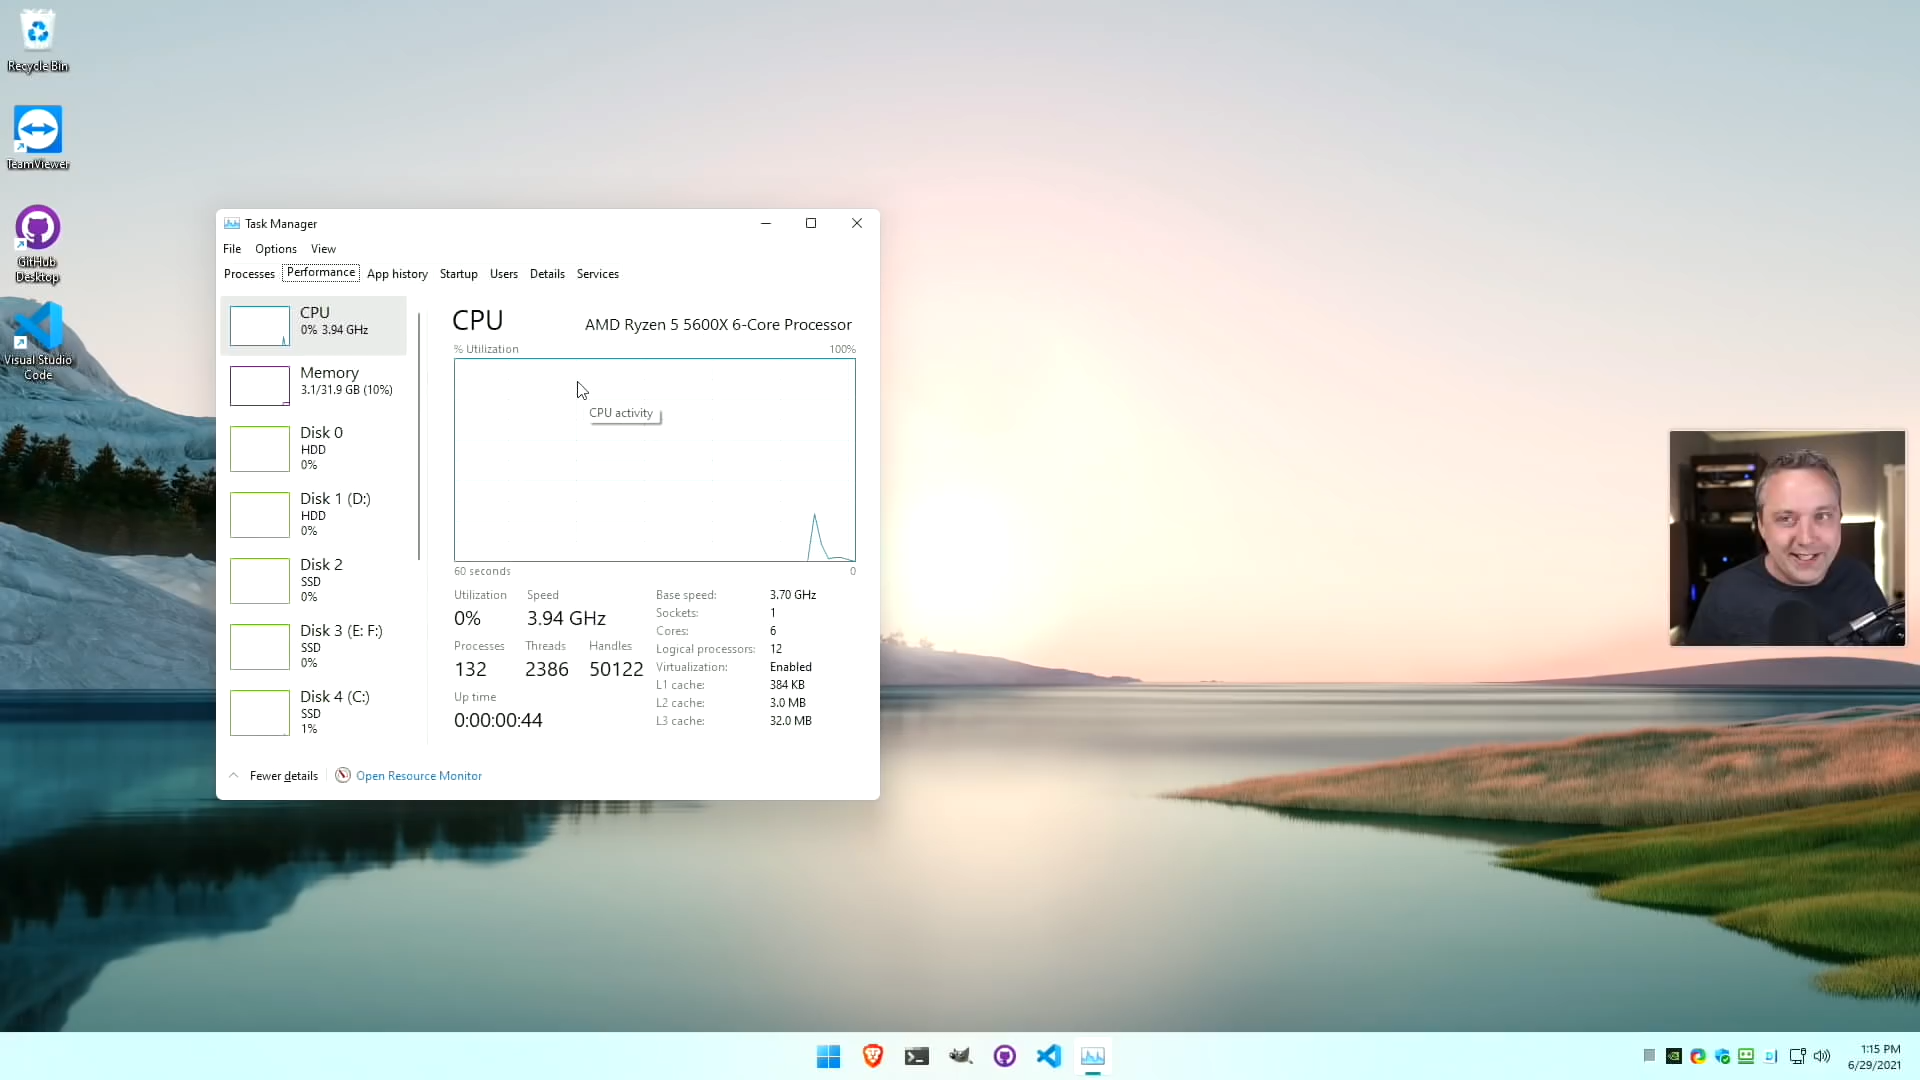 Recycle Bin
TeamViewer
GitHub
Desktop
Visual Studio
Code
Task Manager
File Options View
Processes Performance App history Startup Users Details Services
CPU
0% 3.94 GHz
Memory
3.1/31.9 GB (10%)
Disk 0
HDD
0%
Disk 1 (D:)
HDD
0%
Disk 2
SSD
0%
Disk 3 (E: F:)
SSD
0%
Disk 4 (C:)
SSD
1%
CPU AMD Ryzen 5 5600X 6-Core Processor
% Utilization 100%
CPU activity
60 seconds 0
Utilization Speed
0% 3.94 GHz
Processes Threads Handles
132 2386 50122
Up time
0:00:00:44
Base speed: 3.70 GHz
Sockets: 1
Cores: 6
Logical processors: 12
Virtualization: Enabled
L1 cache: 384 KB
L2 cache: 3.0 MB
L3 cache: 32.0 MB
Fewer details Open Resource Monitor
1:15 PM
6/29/2021